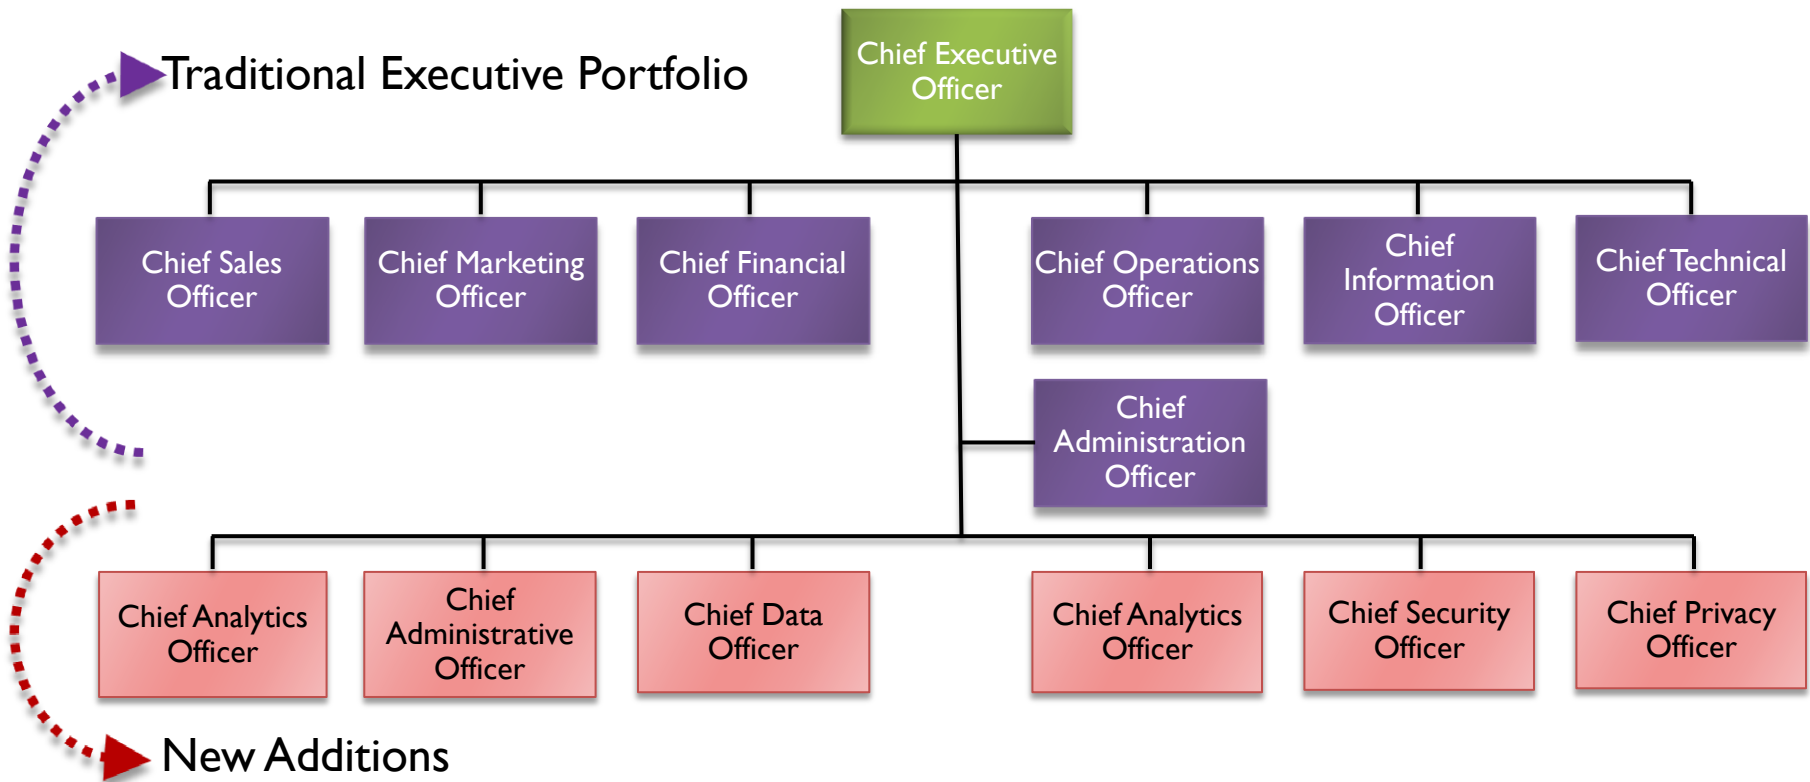 Chief Executive
Officer
Traditional Executive Portfolio
Chief Sales
Officer
Chief Marketing
Officer
Chief Financial
Officer
Chief Operations
Officer
Chief
Information
Officer
Chief Technical
Officer
Chief
Administration
Officer
Chief Analytics
Officer
Chief
Administrative
Officer
Chief Data
Officer
Chief Analytics
Officer
Chief Security
Officer
Chief Privacy
Officer
New Additions